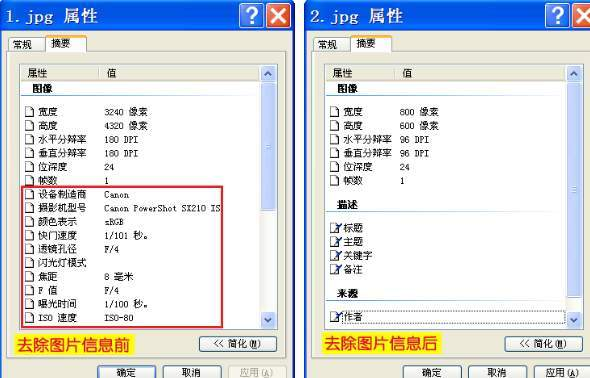 1.jpg 属性
常规 摘要
属性 值
图像
宽度 3240 像素
高度 4320 像素
水平分辨率 180 DPI
垂直分辨率 180 DPI
位深度 24
帧数 1
设备制造商 Canon
摄影机型号 Canon PowerShot SX210 IS
颜色表示 sRGB
快门速度 1/101 秒。
透镜孔径 F/4
闪光灯模式
焦距 8 毫米
F 值 F/4
曝光时间 1/100 秒。
ISO 速度 ISO-80
去除图片信息前
<< 简化(M)
确定 取消 应用(A)
2.jpg 属性
常规 摘要
属性 值
图像
宽度 800 像素
高度 600 像素
水平分辨率 96 DPI
垂直分辨率 96 DPI
位深度 24
帧数 1
描述
标题
主题
关键字
备注
来源
作者
去除图片信息后
<< 简化(M)
确定 取消 应用(A)